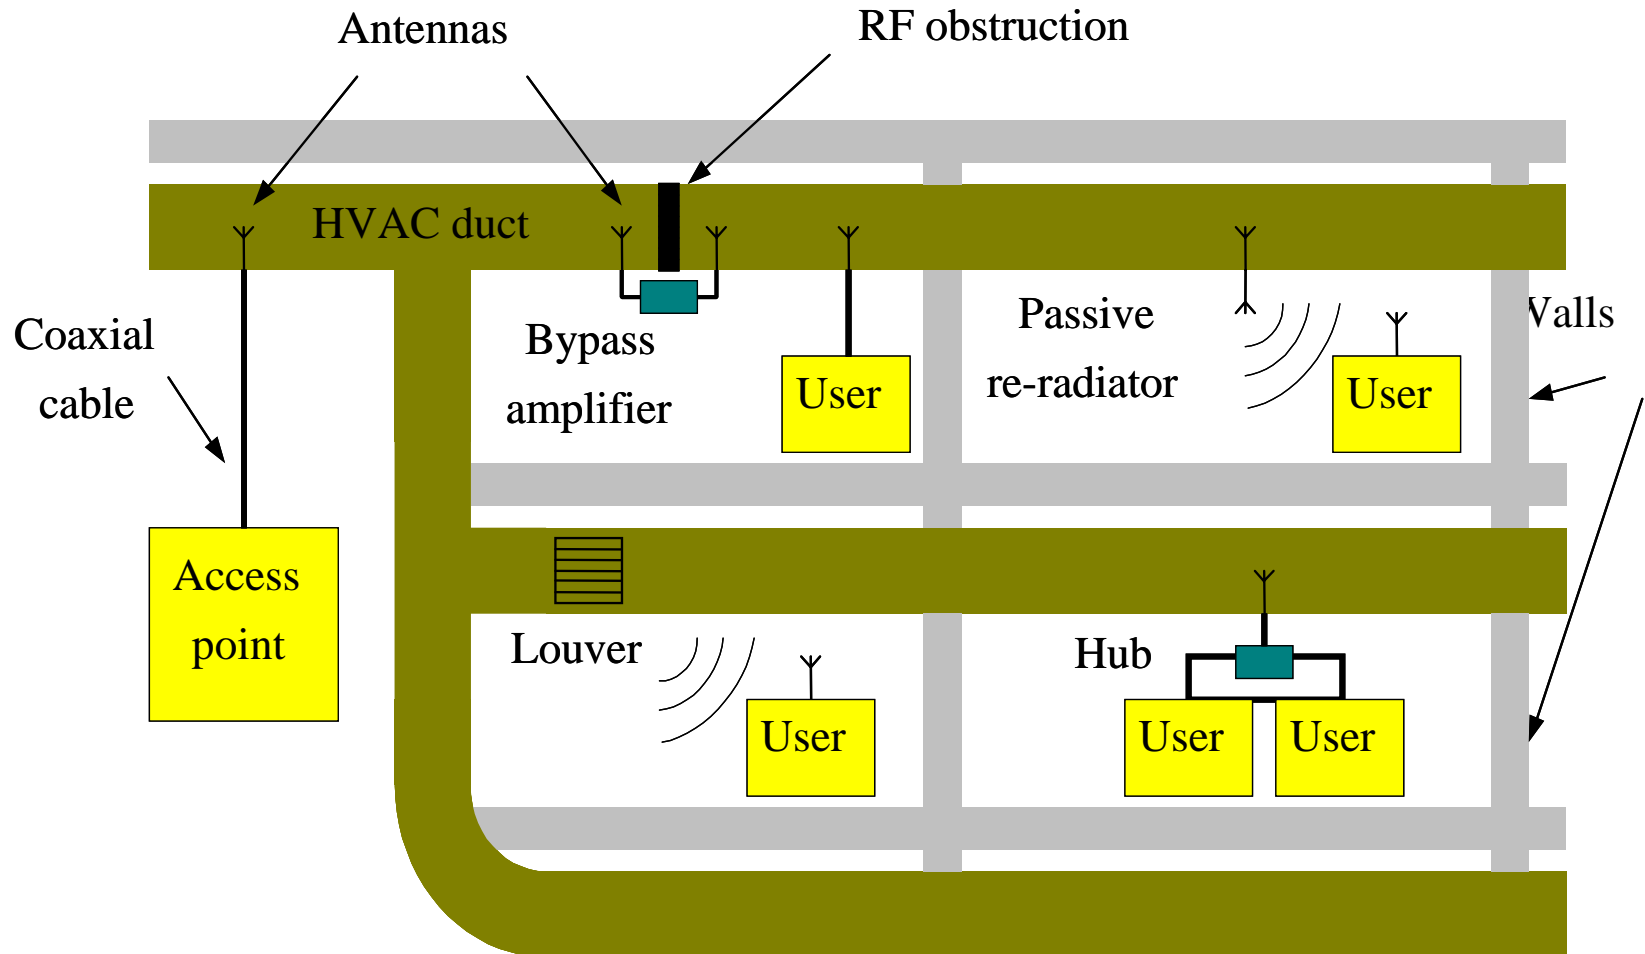 Antennas
RF obstruction
HVAC duct
Coaxial
cable
Bypass
amplifier
User
Passive
re-radiator
User
Walls
Access
point
Louver
User
Hub
User
User